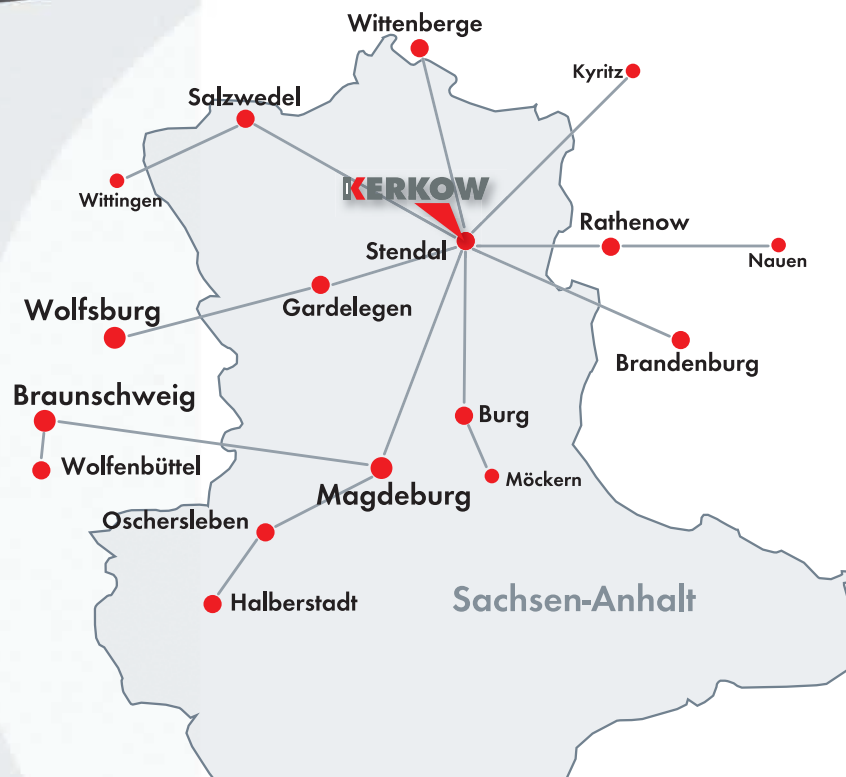 Wittenberge
Kyritz
Salzwedel
Wittingen
KERKOW
Rathenow
Stendal
Nauen
Gardelegen
Wolfsburg
Brandenburg
Braunschweig
Burg
Wolfenbüttel
Möckern
Magdeburg
Oschersleben
Halberstadt
Sachsen-Anhalt